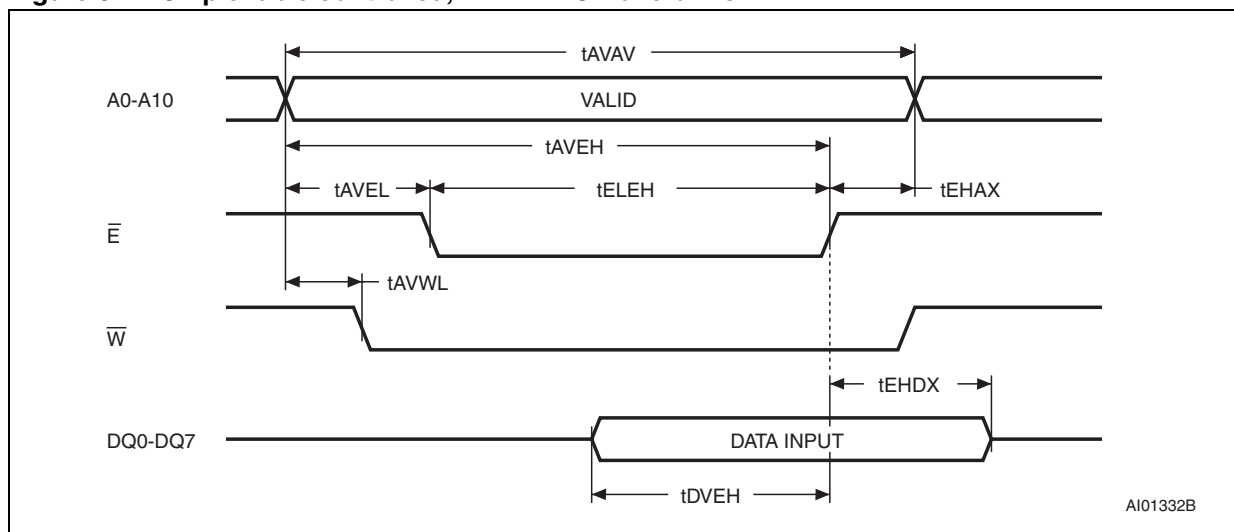 tAVAV
A0-A10
VALID
tAVEH
tAVEL
tELEH
tEHAX
E̅
tAVWL
W̅
tEHDX
DQ0-DQ7
DATA INPUT
tDVEH
AI01332B